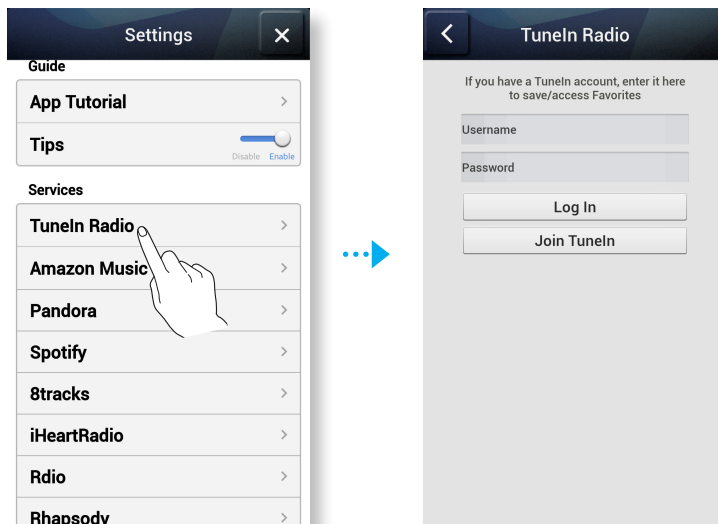 Settings
Guide
App Tutorial
Tips
Disable Enable
Services
TuneIn Radio
Amazon Music
Pandora
Spotify
8tracks
iHeartRadio
Rdio
Rhapsody
TuneIn Radio
If you have a TuneIn account, enter it here
to save/access Favorites
Username
Password
Log In
Join TuneIn